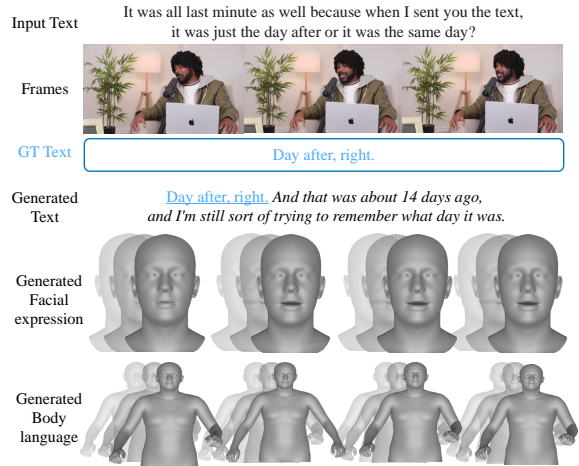 Input Text
It was all last minute as well because when I sent you the text,
it was just the day after or it was the same day?
Frames
GT Text
Day after, right.
Generated
Text
Day after, right. And that was about 14 days ago,
and I'm still sort of trying to remember what day it was.
Generated
Facial
expression
Generated
Body
language